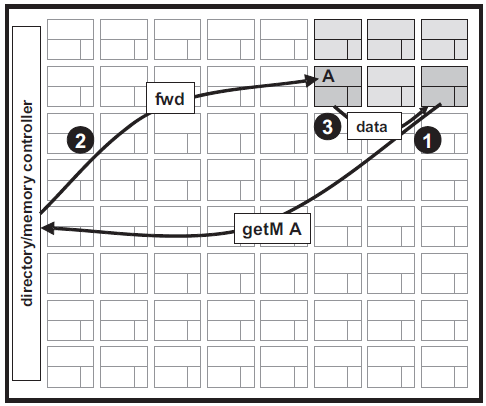 A
fwd
3
data
1
2
directory/memory controller
getM A